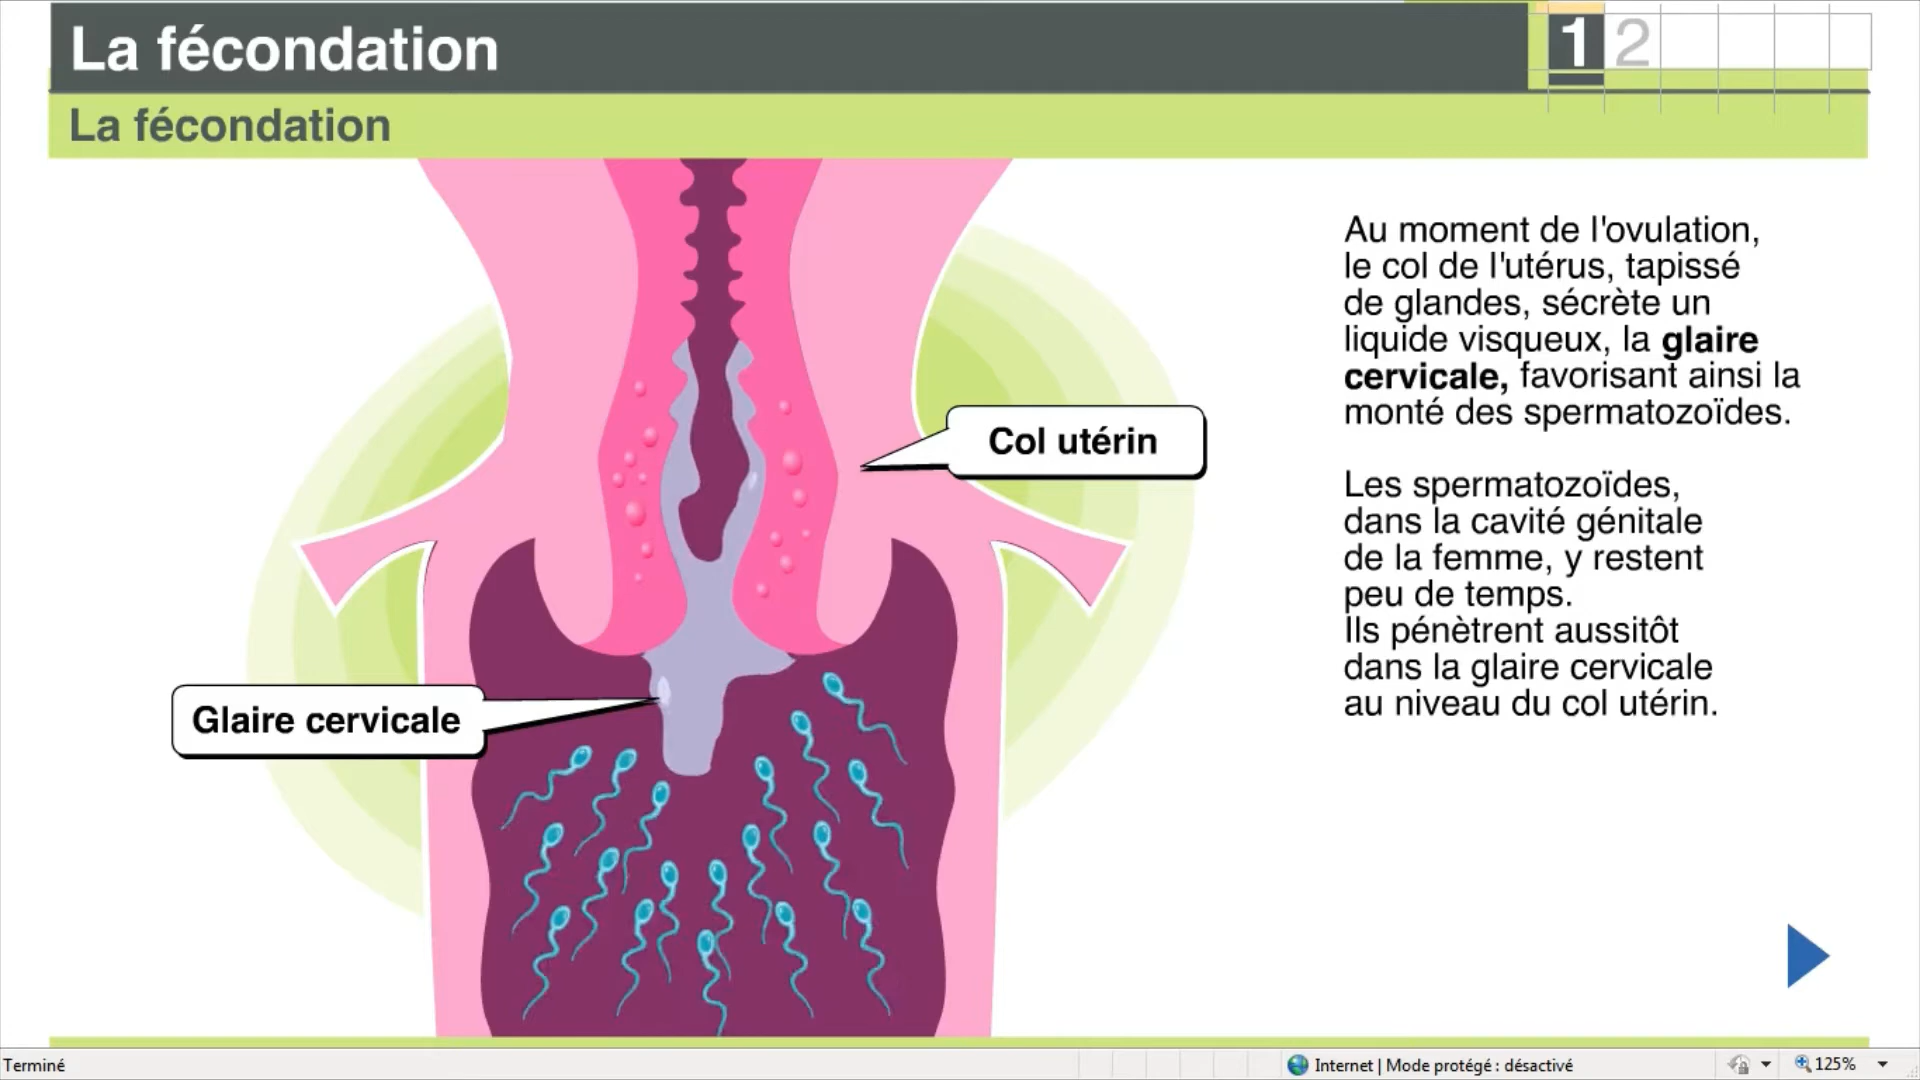 La fécondation
1 2
La fécondation
Au moment de l'ovulation,
le col de l'utérus, tapissé
de glandes, sécrète un
liquide visqueux, la glaire
cervicale, favorisant ainsi la
monté des spermatozoïdes.
Col utérin
Les spermatozoïdes,
dans la cavité génitale
de la femme, y restent
peu de temps.
Ils pénètrent aussitôt
dans la glaire cervicale
au niveau du col utérin.
Glaire cervicale
Terminé
Internet | Mode protégé : désactivé
125%